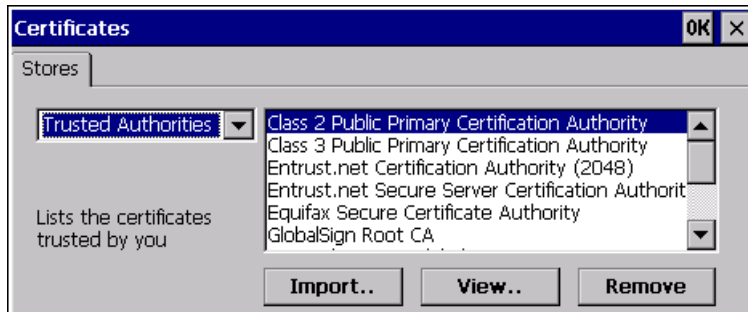 Certificates OK ×
Stores
Trusted Authorities
Class 2 Public Primary Certification Authority
Class 3 Public Primary Certification Authority
Entrust.net Certification Authority (2048)
Entrust.net Secure Server Certification Authorit
Equifax Secure Certificate Authority
GlobalSign Root CA
Lists the certificates
trusted by you
Import.. View.. Remove